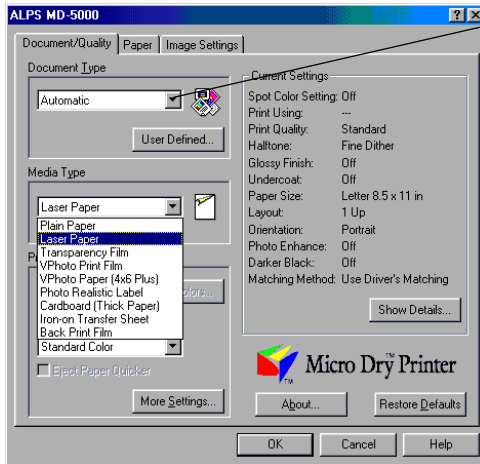 ALPS MD-5000
Document/Quality
Paper
Image Settings
Document Type
Automatic
User Defined...
Media Type
Laser Paper
Plain Paper
Laser Paper
Transparency Film
VPhoto Print Film
VPhoto Paper (4x6 Plus)
Photo Realistic Label
Cardboard (Thick Paper)
Iron-on Transfer Sheet
Back Print Film
Standard Color
Eject Paper Quicker
More Settings...
Current Settings
Spot Color Setting: Off
Print Using: ---
Print Quality: Standard
Halftone: Fine Dither
Glossy Finish: Off
Undercoat: Off
Paper Size: Letter 8.5 x 11 in
Layout: 1 Up
Orientation: Portrait
Photo Enhance: Off
Darker Black: Off
Matching Method: Use Driver's Matching
Show Details...
Micro Dry™ Printer
TM
About...
Restore Defaults
OK
Cancel
Help